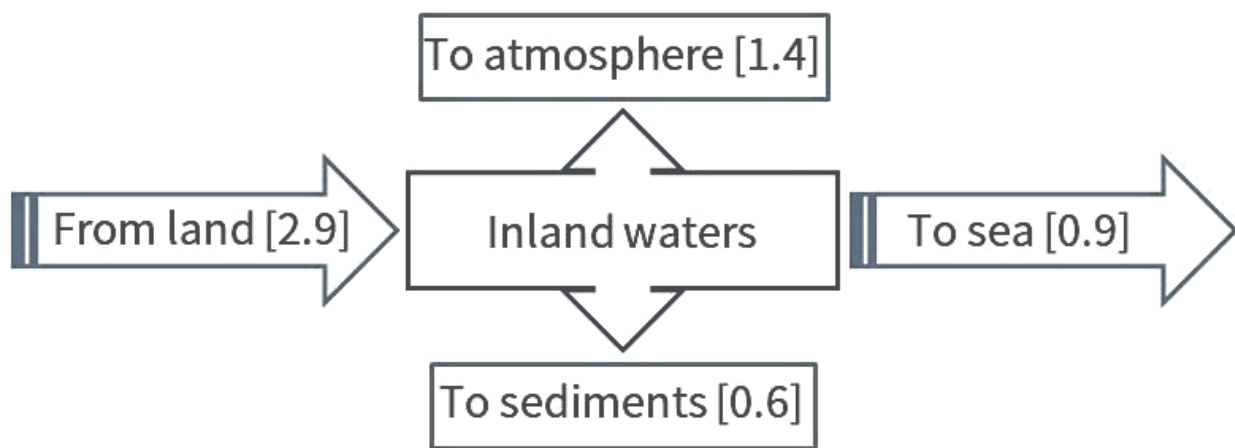 To atmosphere [1.4]
From land [2.9]
Inland waters
To sea [0.9]
To sediments [0.6]